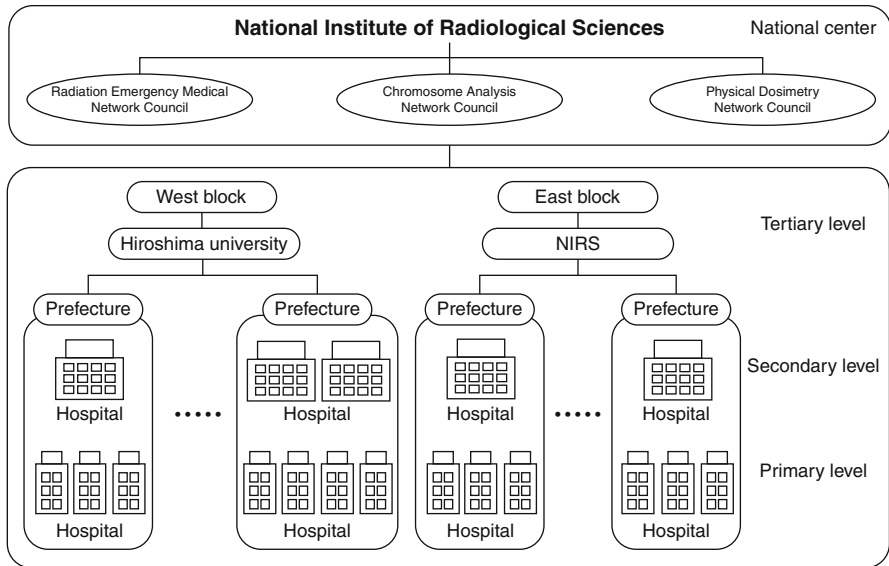 National Institute of Radiological Sciences
National center
Radiation Emergency Medical
Network Council
Chromosome Analysis
Network Council
Physical Dosimetry
Network Council
West block
East block
Tertiary level
Hiroshima university
NIRS
Prefecture
Prefecture
Prefecture
Prefecture
Secondary level
Hospital
Hospital
Hospital
Hospital
Primary level
Hospital
Hospital
Hospital
Hospital